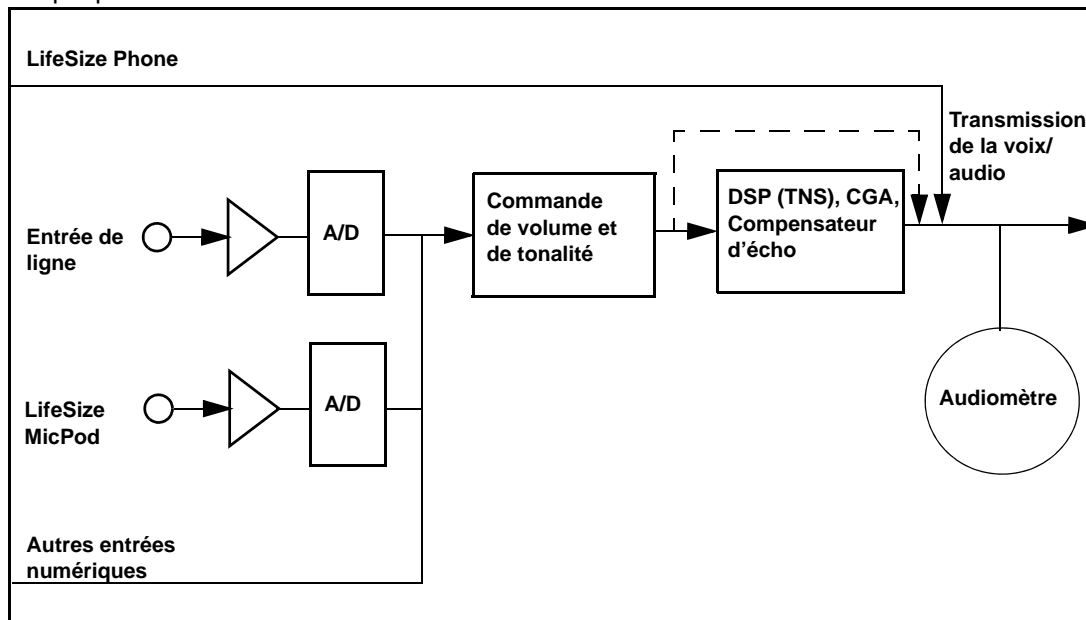 LifeSize Phone
Transmission
de la voix/
audio
Entrée de
ligne
A/D
Commande
de volume et
de tonalité
DSP (TNS), CGA,
Compensateur
d'écho
LifeSize
MicPod
A/D
Audiomètre
Autres entrées
numériques